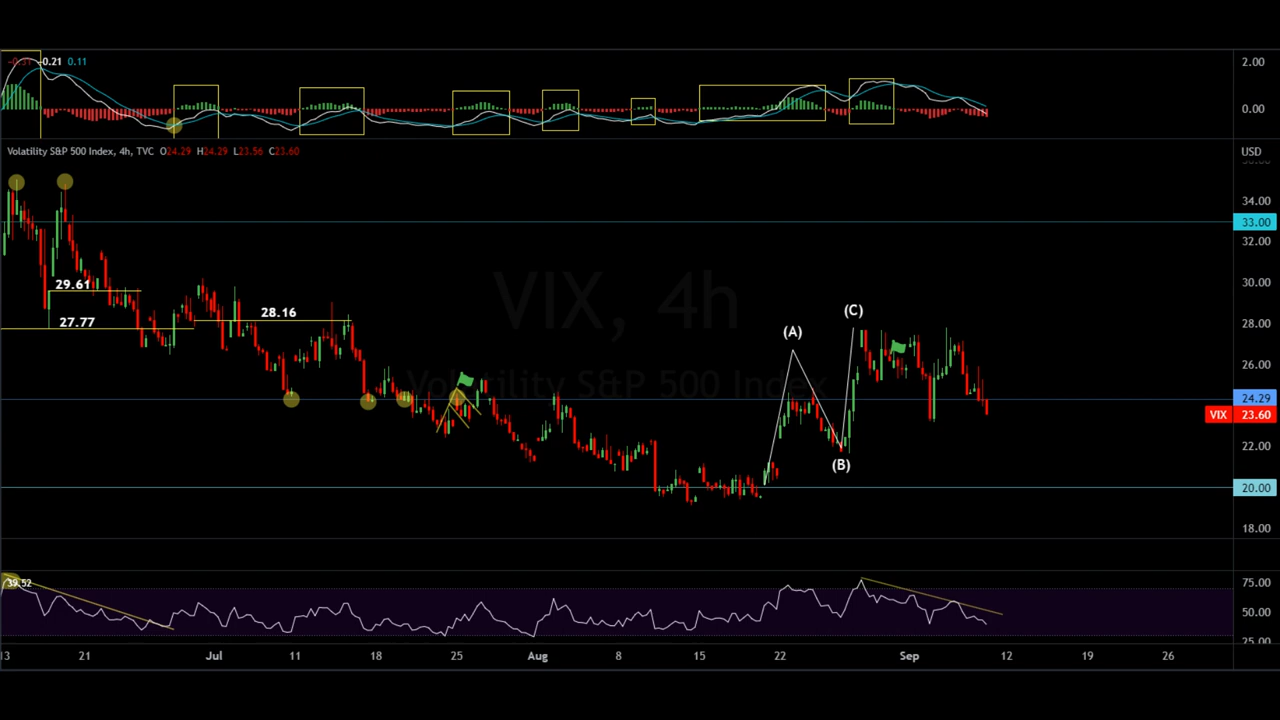 -0.31 -0.21 0.11
2.00
0.00
Volatility S&P 500 Index, 4h, TVC O24.29 H24.29 L23.56 C23.60
USD
34.00
33.00
32.00
29.61
30.00
27.77
28.16
28.00
VIX, 4h
Volatility S&P 500 Index
(A)
(C)
26.00
24.29
VIX 23.60
22.00
(B)
20.00
18.00
39.52
75.00
50.00
25.00
13 21 Jul 11 18 25 Aug 8 15 22 Sep 12 19 26